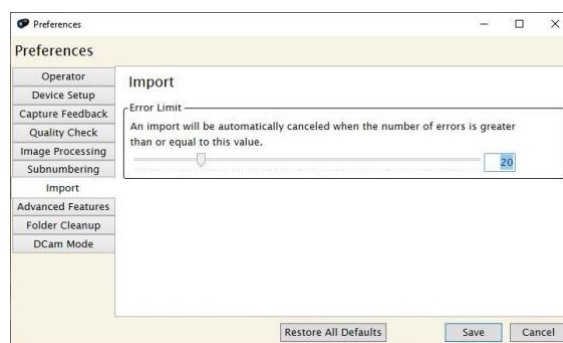 Preferences
Preferences
Operator
Device Setup
Capture Feedback
Quality Check
Image Processing
Subnumbering
Import
Advanced Features
Folder Cleanup
DCam Mode
Import
Error Limit
An import will be automatically canceled when the number of errors is greater
than or equal to this value.
20
Restore All Defaults
Save
Cancel